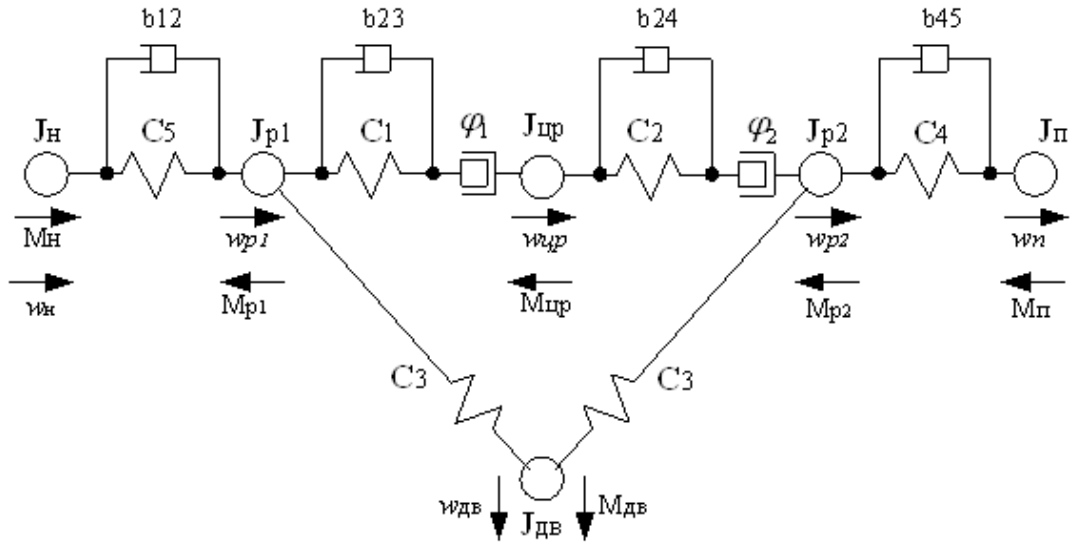 b12 b23 b24 b45
Jн C5 Jр1 C1 φ1 Jцр C2 φ2 Jр2 C4 Jп
Mн wр1 wцр wр2 wп
wн Mр1 Mцр Mр2 Mп
C3 C3
wдв Jдв Mдв